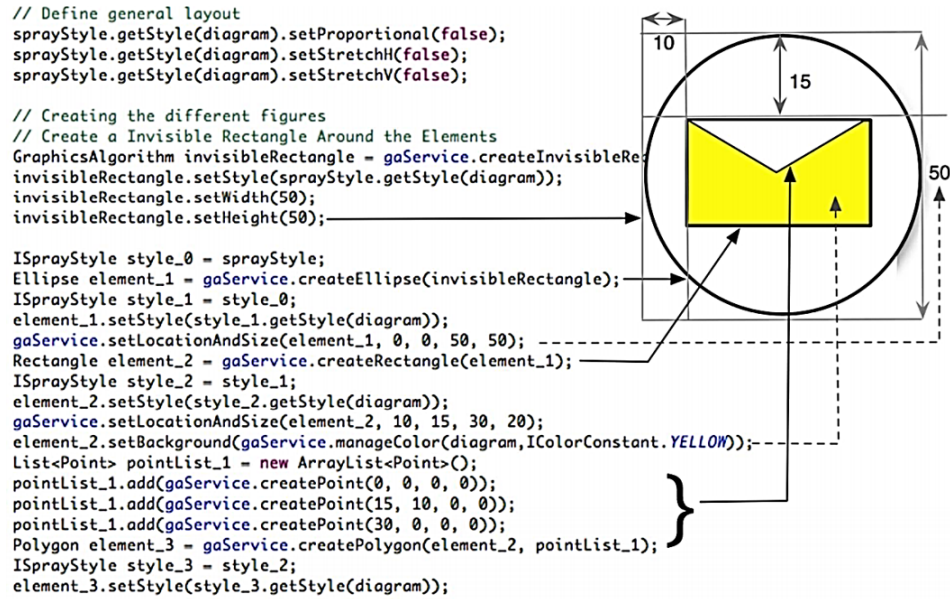 // Define general layout
sprayStyle.getStyle(diagram).setProportional(false);
sprayStyle.getStyle(diagram).setStretchH(false);
sprayStyle.getStyle(diagram).setStretchV(false);
// Creating the different figures
// Create a Invisible Rectangle Around the Elements
GraphicsAlgorithm invisibleRectangle = gaService.createInvisibleRec
invisibleRectangle.setStyle(sprayStyle.getStyle(diagram));
invisibleRectangle.setWidth(50);
invisibleRectangle.setHeight(50);
ISprayStyle style_0 = sprayStyle;
Ellipse element_1 = gaService.createEllipse(invisibleRectangle);
ISprayStyle style_1 = style_0;
element_1.setStyle(style_1.getStyle(diagram));
gaService.setLocationAndSize(element_1, 0, 0, 50, 50);
Rectangle element_2 = gaService.createRectangle(element_1);
ISprayStyle style_2 = style_1;
element_2.setStyle(style_2.getStyle(diagram));
gaService.setLocationAndSize(element_2, 10, 15, 30, 20);
element_2.setBackground(gaService.manageColor(diagram,IColorConstant.YELLOW));
List<Point> pointList_1 = new ArrayList<Point>();
pointList_1.add(gaService.createPoint(0, 0, 0, 0));
pointList_1.add(gaService.createPoint(15, 10, 0, 0));
pointList_1.add(gaService.createPoint(30, 0, 0, 0));
Polygon element_3 = gaService.createPolygon(element_2, pointList_1);
ISprayStyle style_3 = style_2;
element_3.setStyle(style_3.getStyle(diagram));
10
15
50